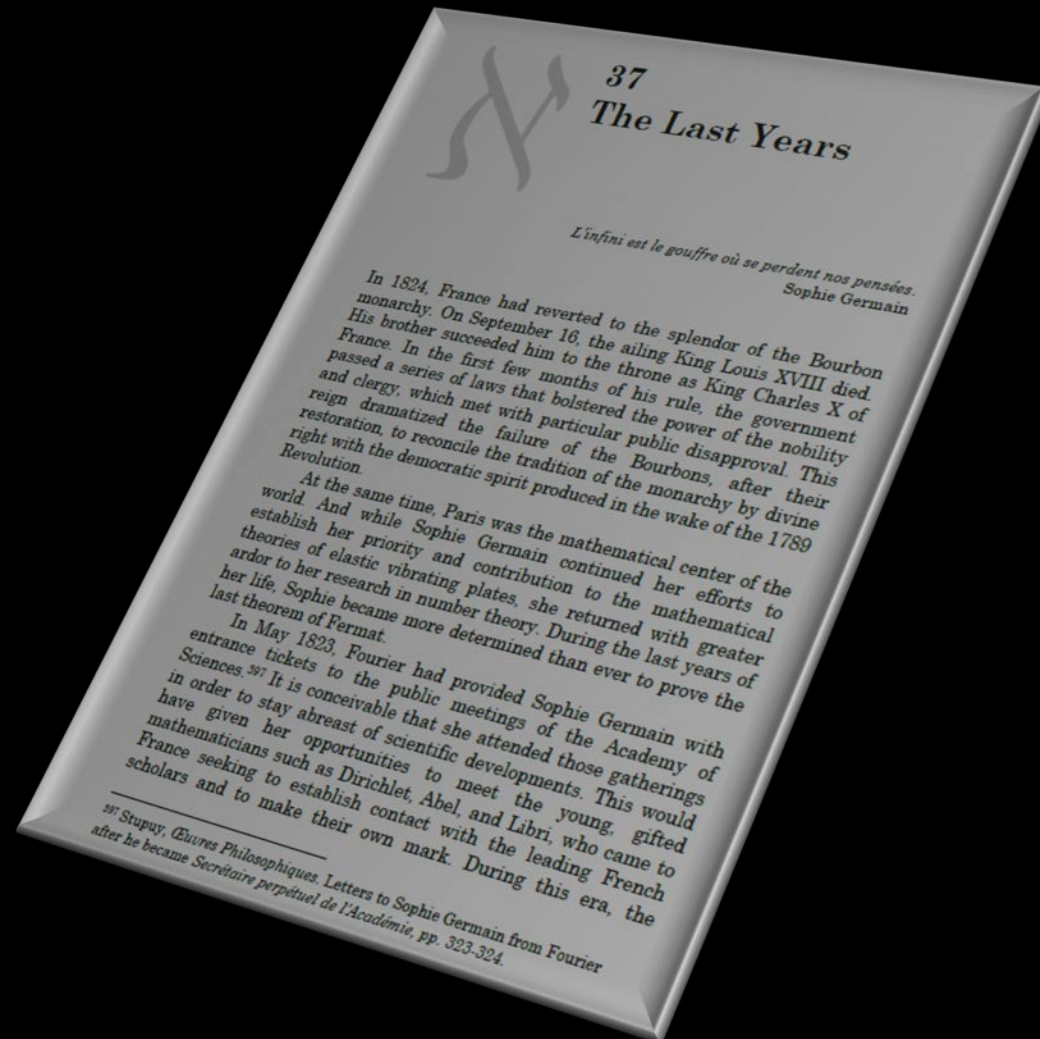 א
37
The Last Years
L'infini est le gouffre où se perdent nos pensées.
Sophie Germain
In 1824, France had reverted to the splendor of the Bourbon
monarchy. On September 16, the ailing King Louis XVIII died.
His brother succeeded him to the throne as King Charles X of
France. In the first few months of his rule, the government
passed a series of laws that bolstered the power of the nobility
and clergy, which met with particular public disapproval. This
reign dramatized the failure of the Bourbons, after their
restoration, to reconcile the tradition of the monarchy by divine
right with the democratic spirit produced in the wake of the 1789
Revolution.
At the same time, Paris was the mathematical center of the
world. And while Sophie Germain continued her efforts to
establish her priority and contribution to the mathematical
theories of elastic vibrating plates, she returned with greater
ardor to her research in number theory. During the last years of
her life, Sophie became more determined than ever to prove the
last theorem of Fermat.
In May 1823, Fourier had provided Sophie Germain with
entrance tickets to the public meetings of the Academy of
Sciences.³⁹⁷ It is conceivable that she attended those gatherings
in order to stay abreast of scientific developments. This would
have given her opportunities to meet the young, gifted
mathematicians such as Dirichlet, Abel, and Libri, who came to
France seeking to establish contact with the leading French
scholars and to make their own mark. During this era, the
³⁹⁷ Stupuy, Œuvres Philosophiques. Letters to Sophie Germain from Fourier
after he became Secrétaire perpétuel de l'Académie, pp. 323-324.